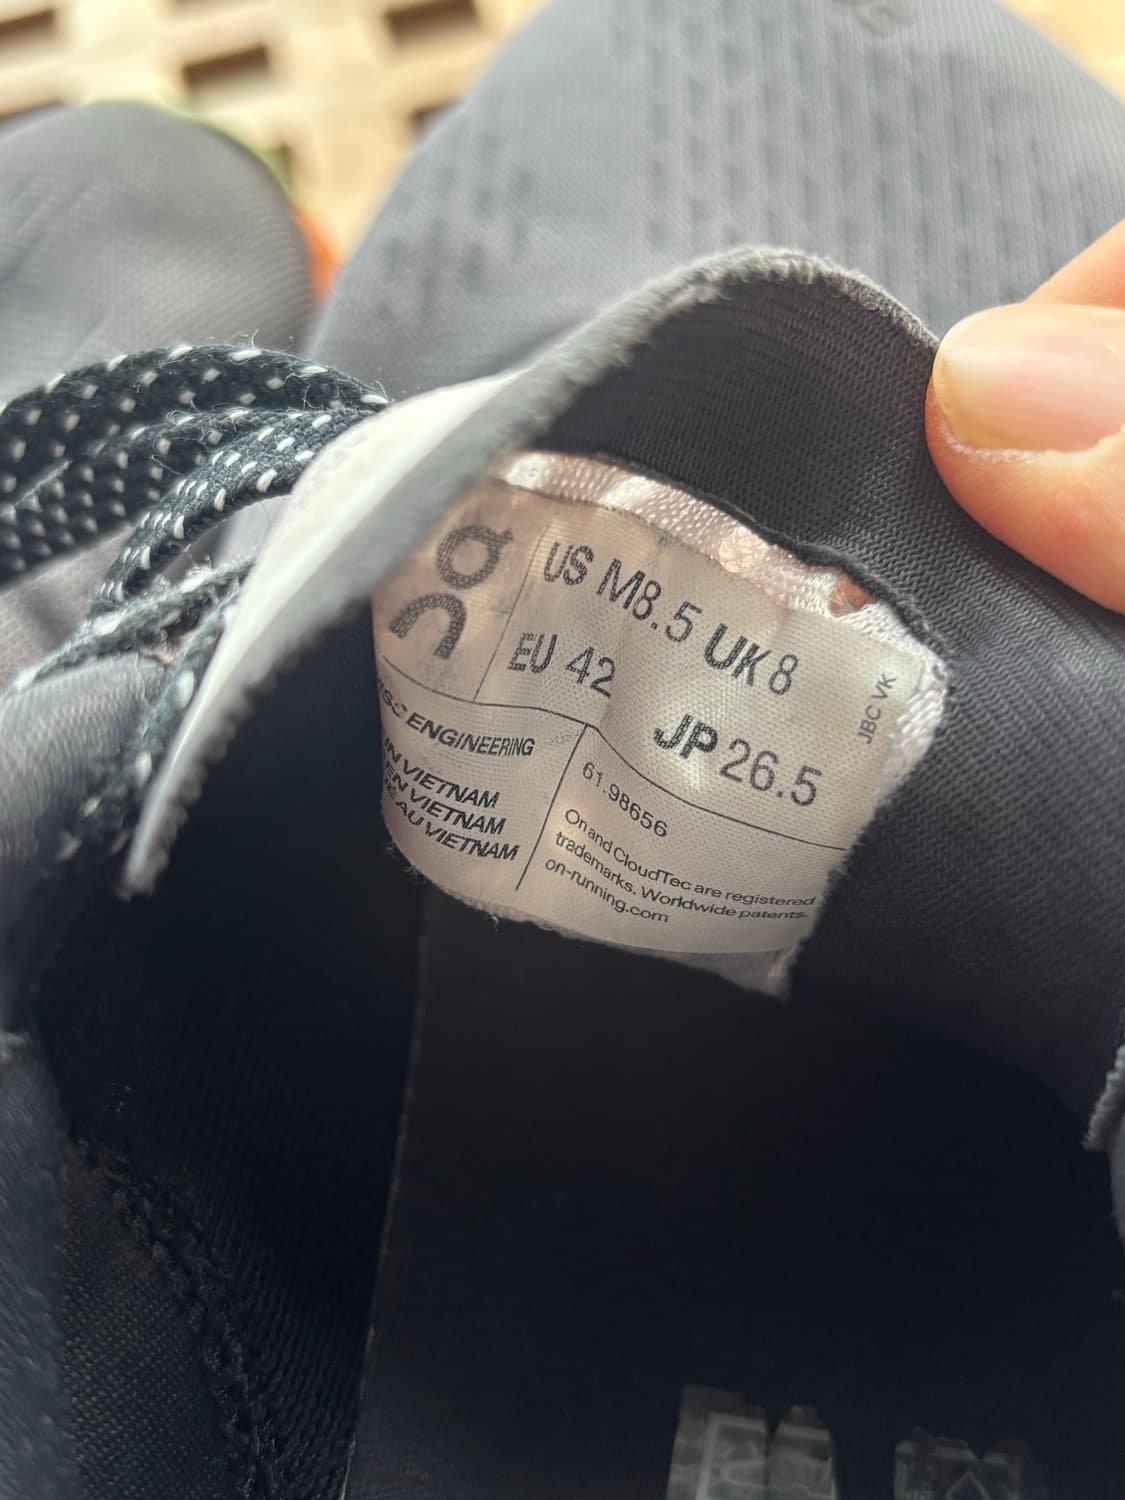 On
US M8.5 UK 8
EU 42
JP 26.5
JBC VK
ENGINEERING
IN VIETNAM
EN VIETNAM
AU VIETNAM
61.98656
On and CloudTec are registered
trademarks. Worldwide patents.
on-running.com